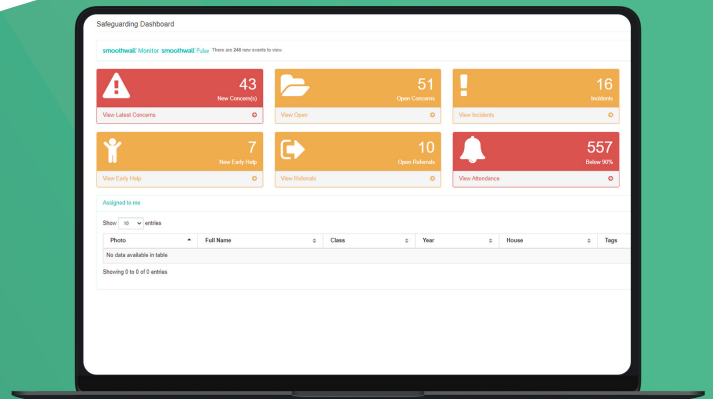 Safeguarding Dashboard
smoothwall Monitor smoothwall Pulse There are 248 new events to view.
43
New Concern(s)
View Latest Concerns
51
Open Concerns
View Open
16
Incidents
View Incidents
7
New Early Help
View Early Help
10
Open Referrals
View Referrals
557
Below 90%
View Attendance
Assigned to me
Show 10 entries
Photo Full Name Class Year House Tags
No data available in table
Showing 0 to 0 of 0 entries